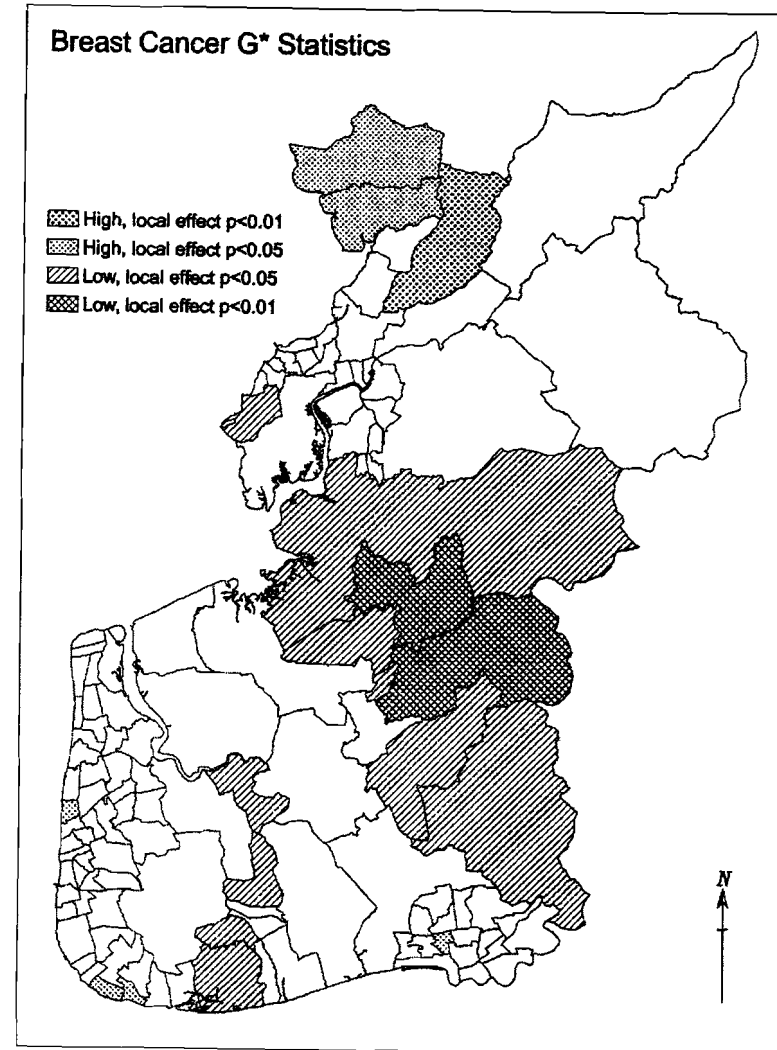 Breast Cancer G* Statistics
High, local effect p<0.01
High, local effect p<0.05
Low, local effect p<0.05
Low, local effect p<0.01
N